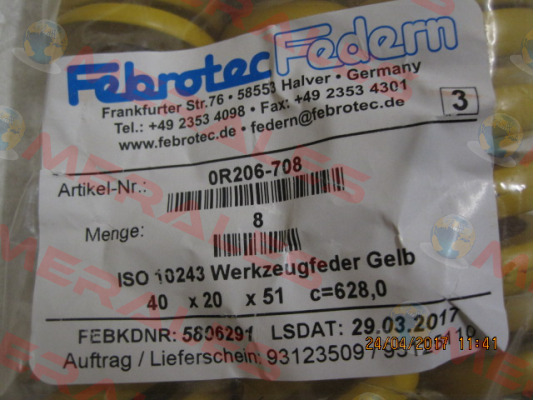 Febrotec Federn
Frankfurter Str.76 • 58553 Halver • Germany
Tel.: +49 2353 4098 • Fax: +49 2353 4301
www.febrotec.de • federn@febrotec.de
3
Artikel-Nr.: 0R206-708
Menge: 8
ISO 10243 Werkzeugfeder Gelb
40 x 20 x 51 c=628,0
FEBKDNR: 5806291 LSDAT: 29.03.2017
Auftrag / Lieferschein: 93123509 /
24/04/2017 11:41
MERALES